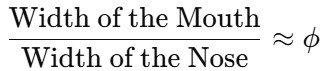 Width of the Mouth
Width of the Nose
≈ ϕ